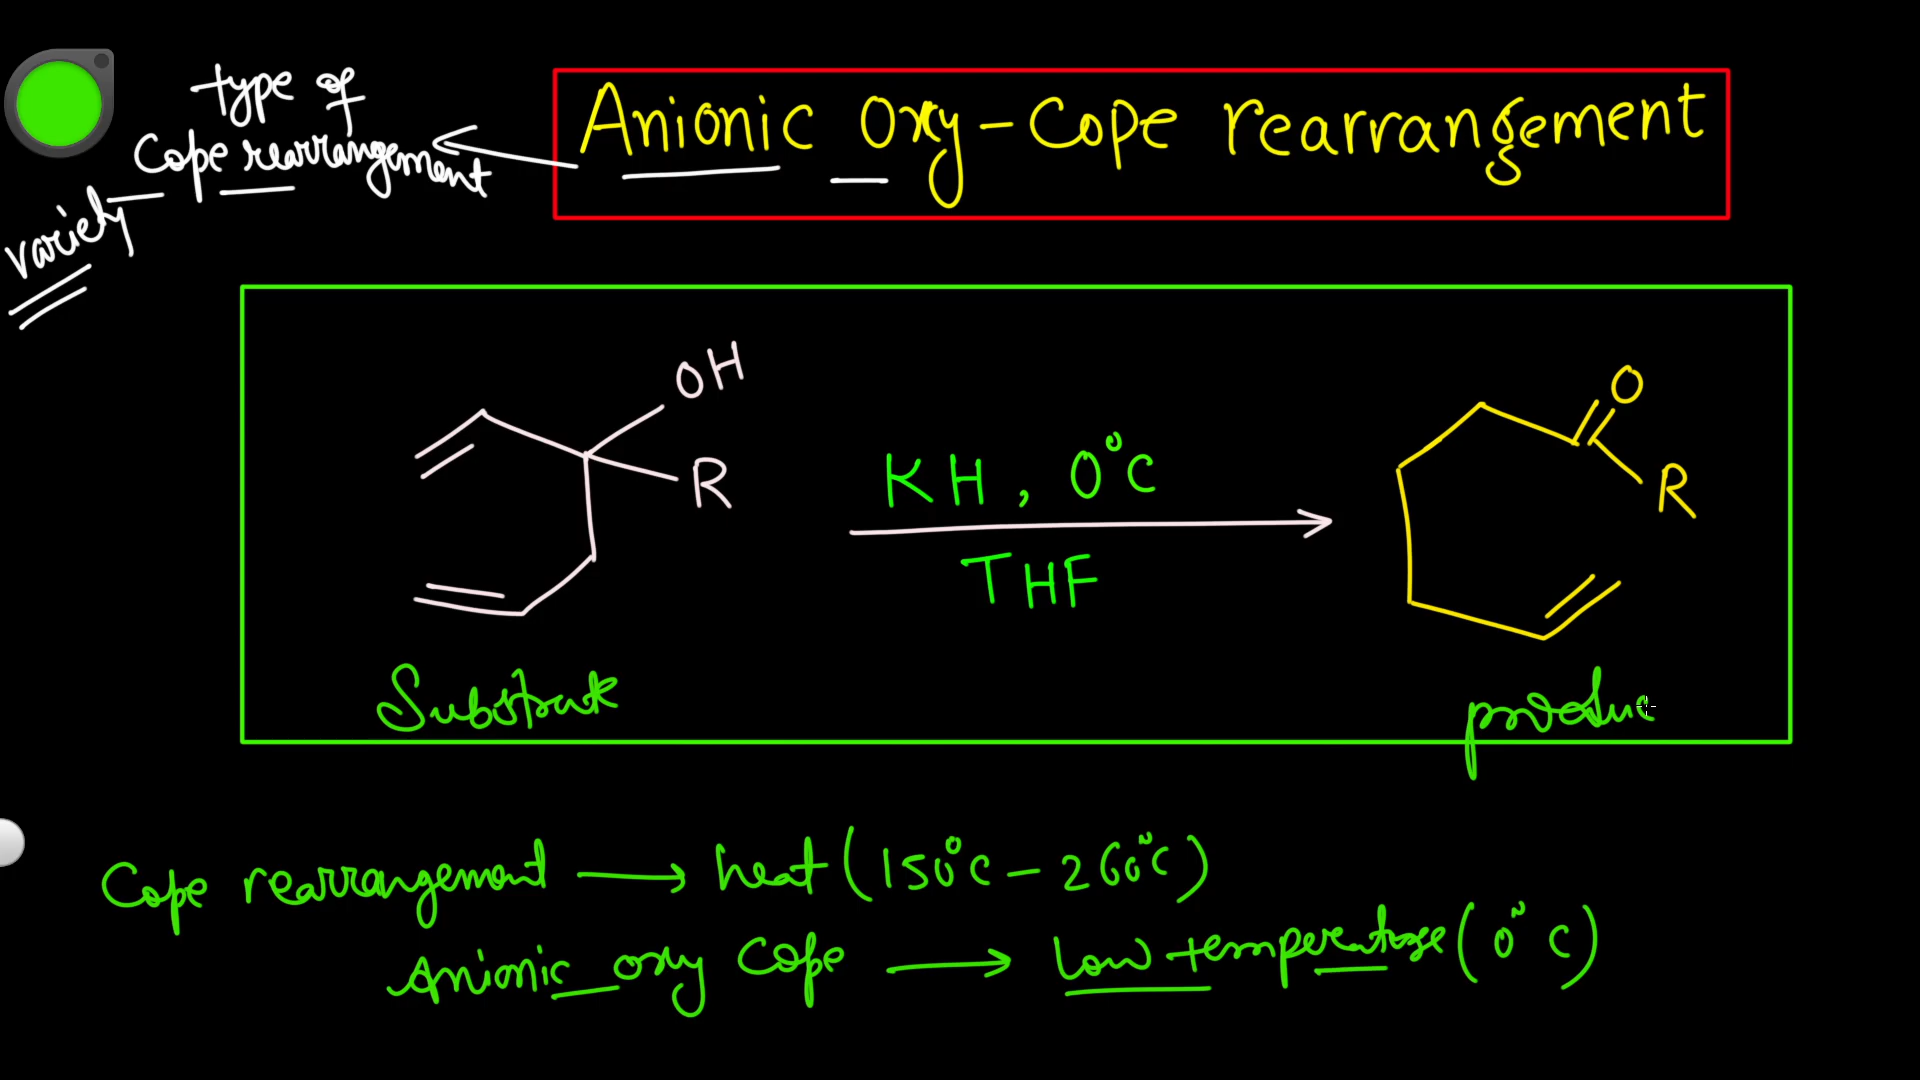 type of
Cope rearrangement
variety
Anionic Oxy-Cope rearrangement
OH
R
KH, 0°C
THF
O
R
Substrate
produc
Cope rearrangement → heat (150°C - 260°C)
Anionic oxy Cope → low temperature (0°C)